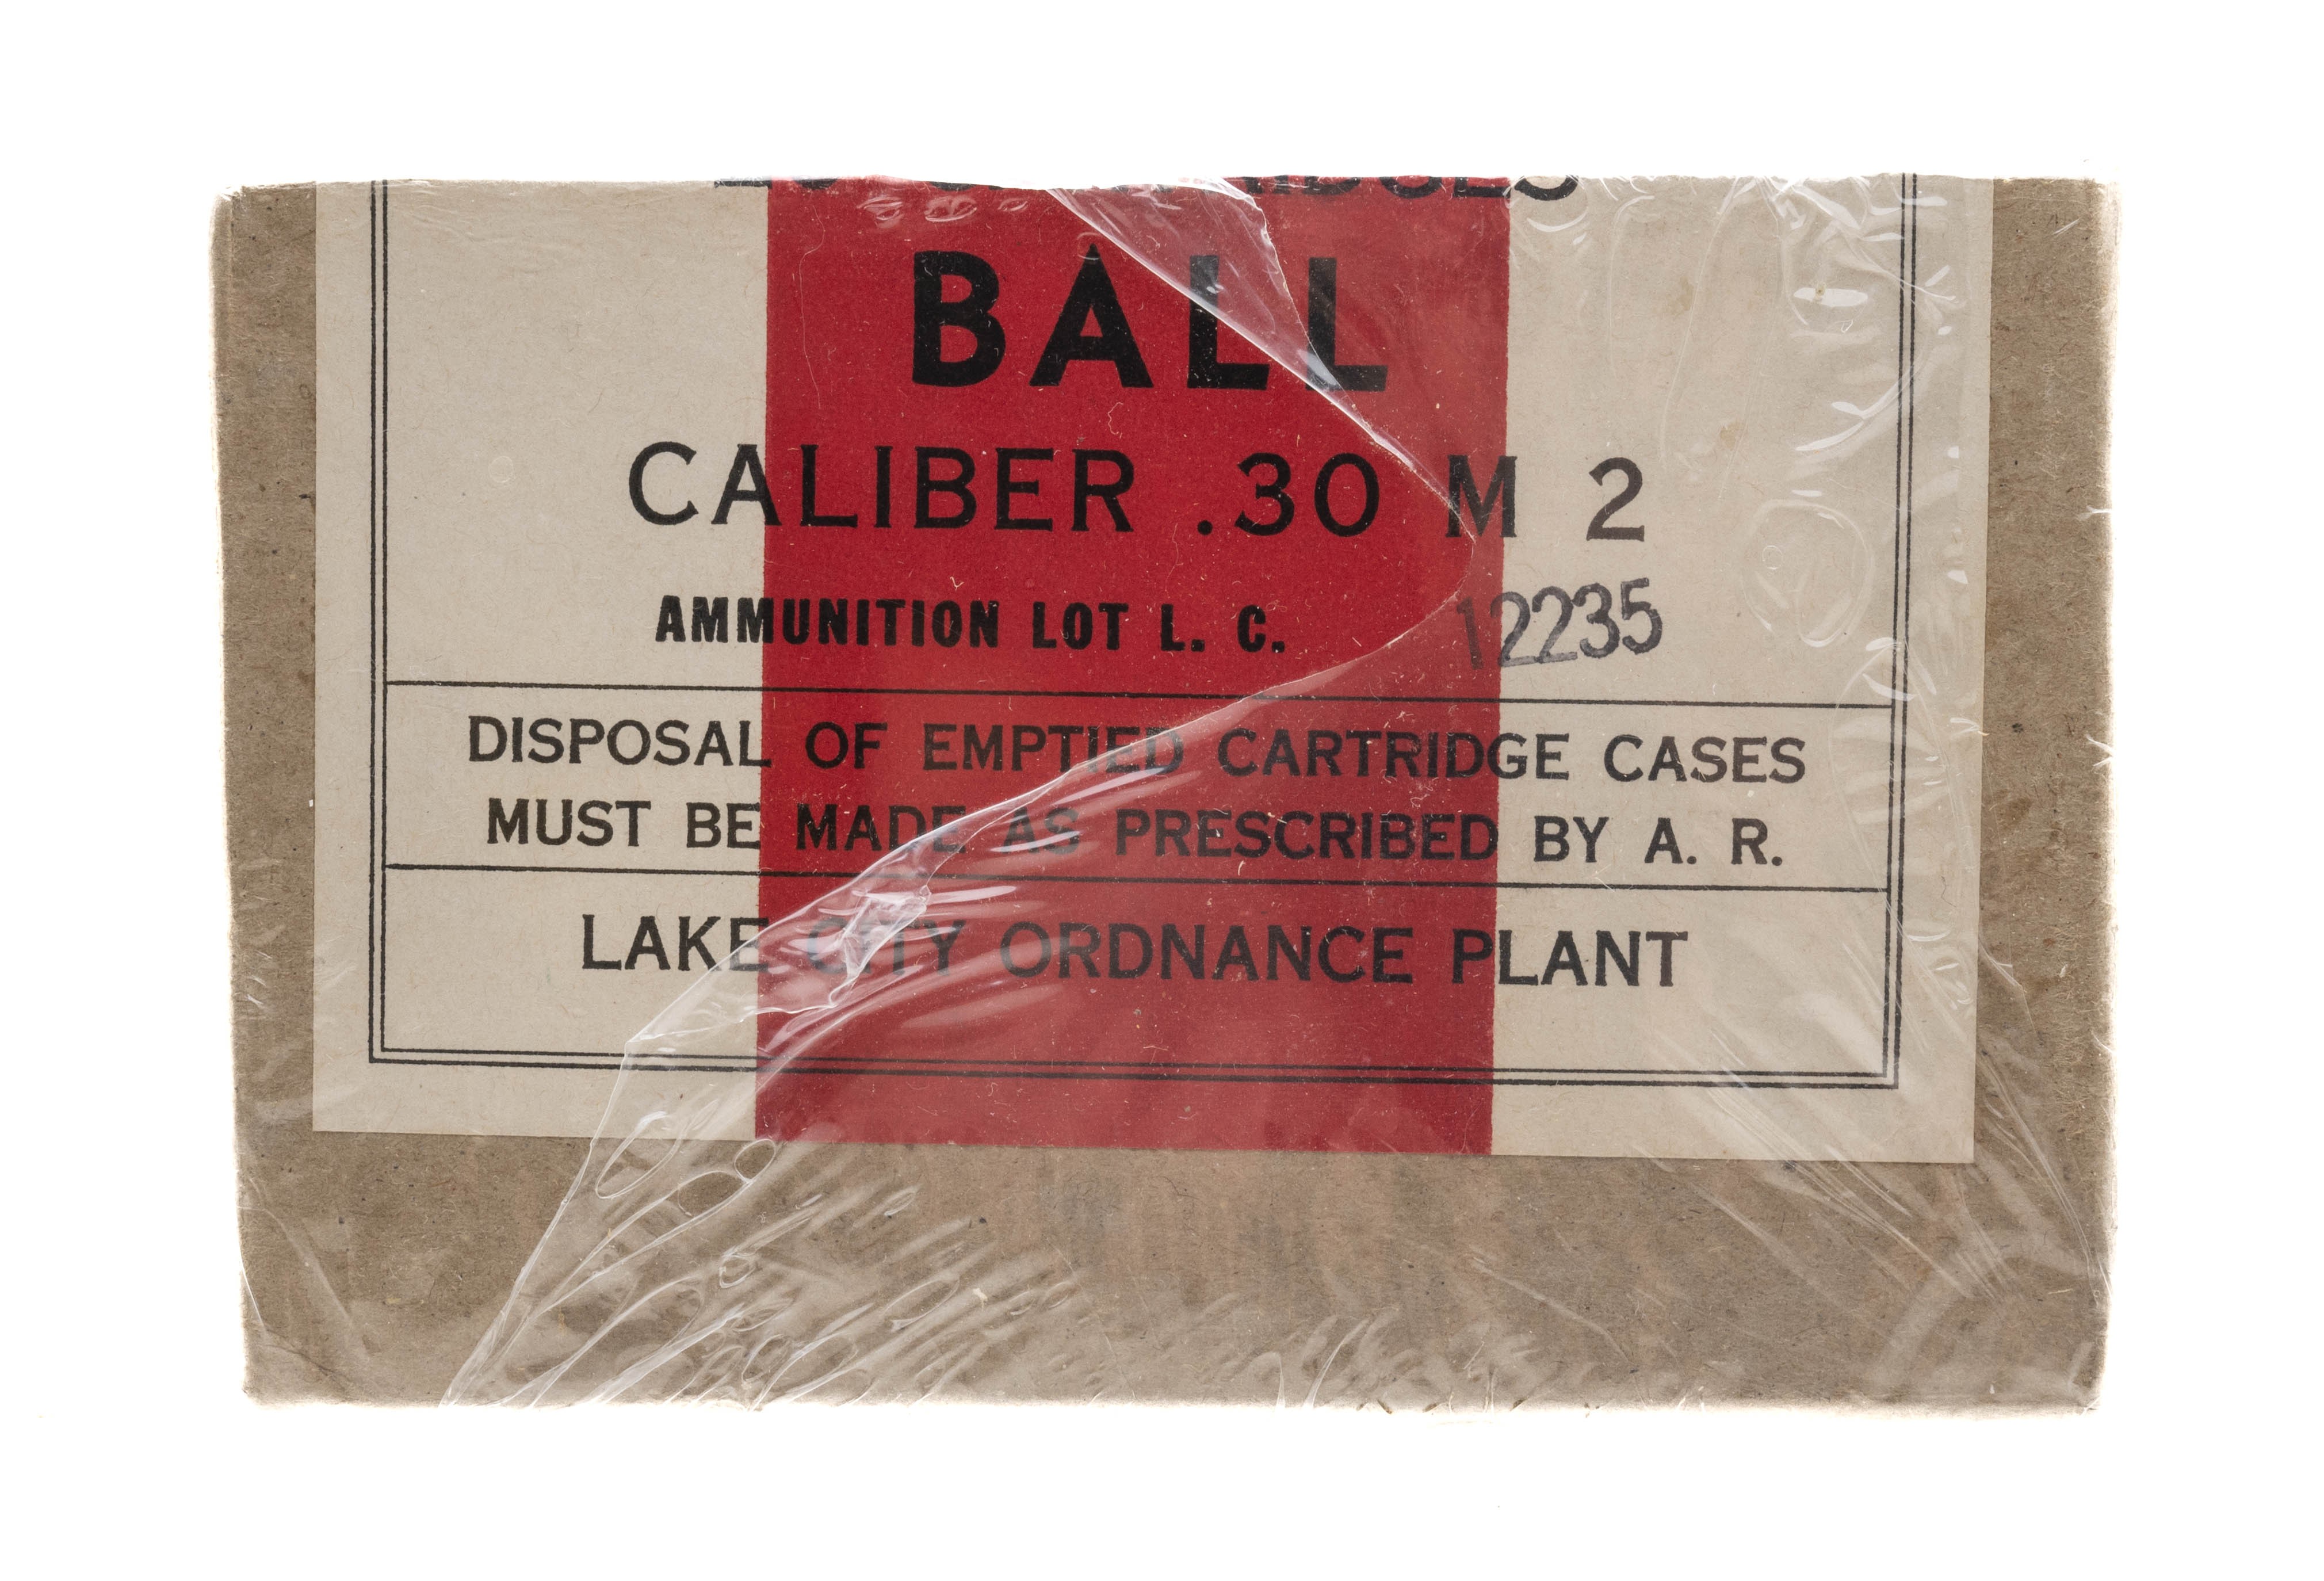 BALL
CALIBER .30 M 2
AMMUNITION LOT L. C. 12235
DISPOSAL OF EMPTIED CARTRIDGE CASES
MUST BE MADE AS PRESCRIBED BY A. R.
LAKE CITY ORDNANCE PLANT